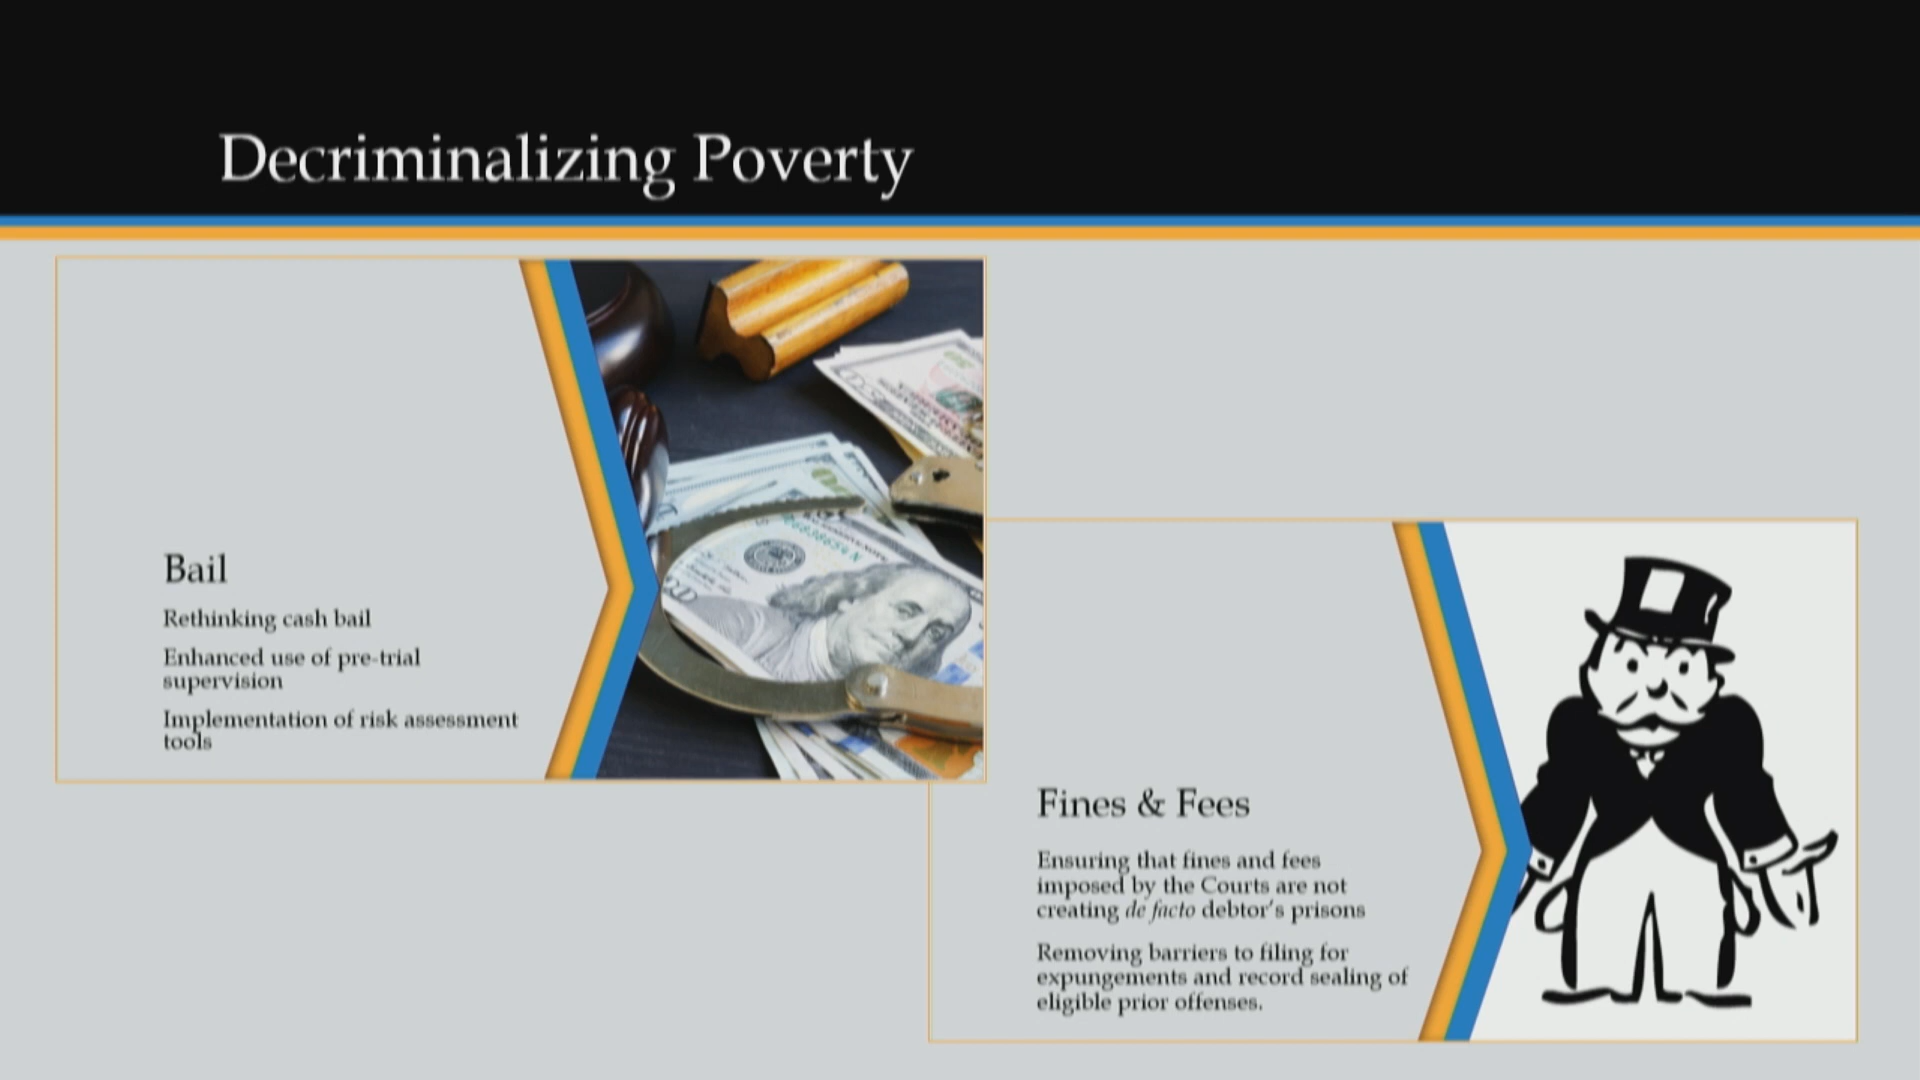 Decriminalizing Poverty
Bail
Rethinking cash bail
Enhanced use of pre-trial
supervision
Implementation of risk assessment
tools
Fines & Fees
Ensuring that fines and fees
imposed by the Courts are not
creating de facto debtor's prisons
Removing barriers to filing for
expungements and record sealing of
eligible prior offenses.